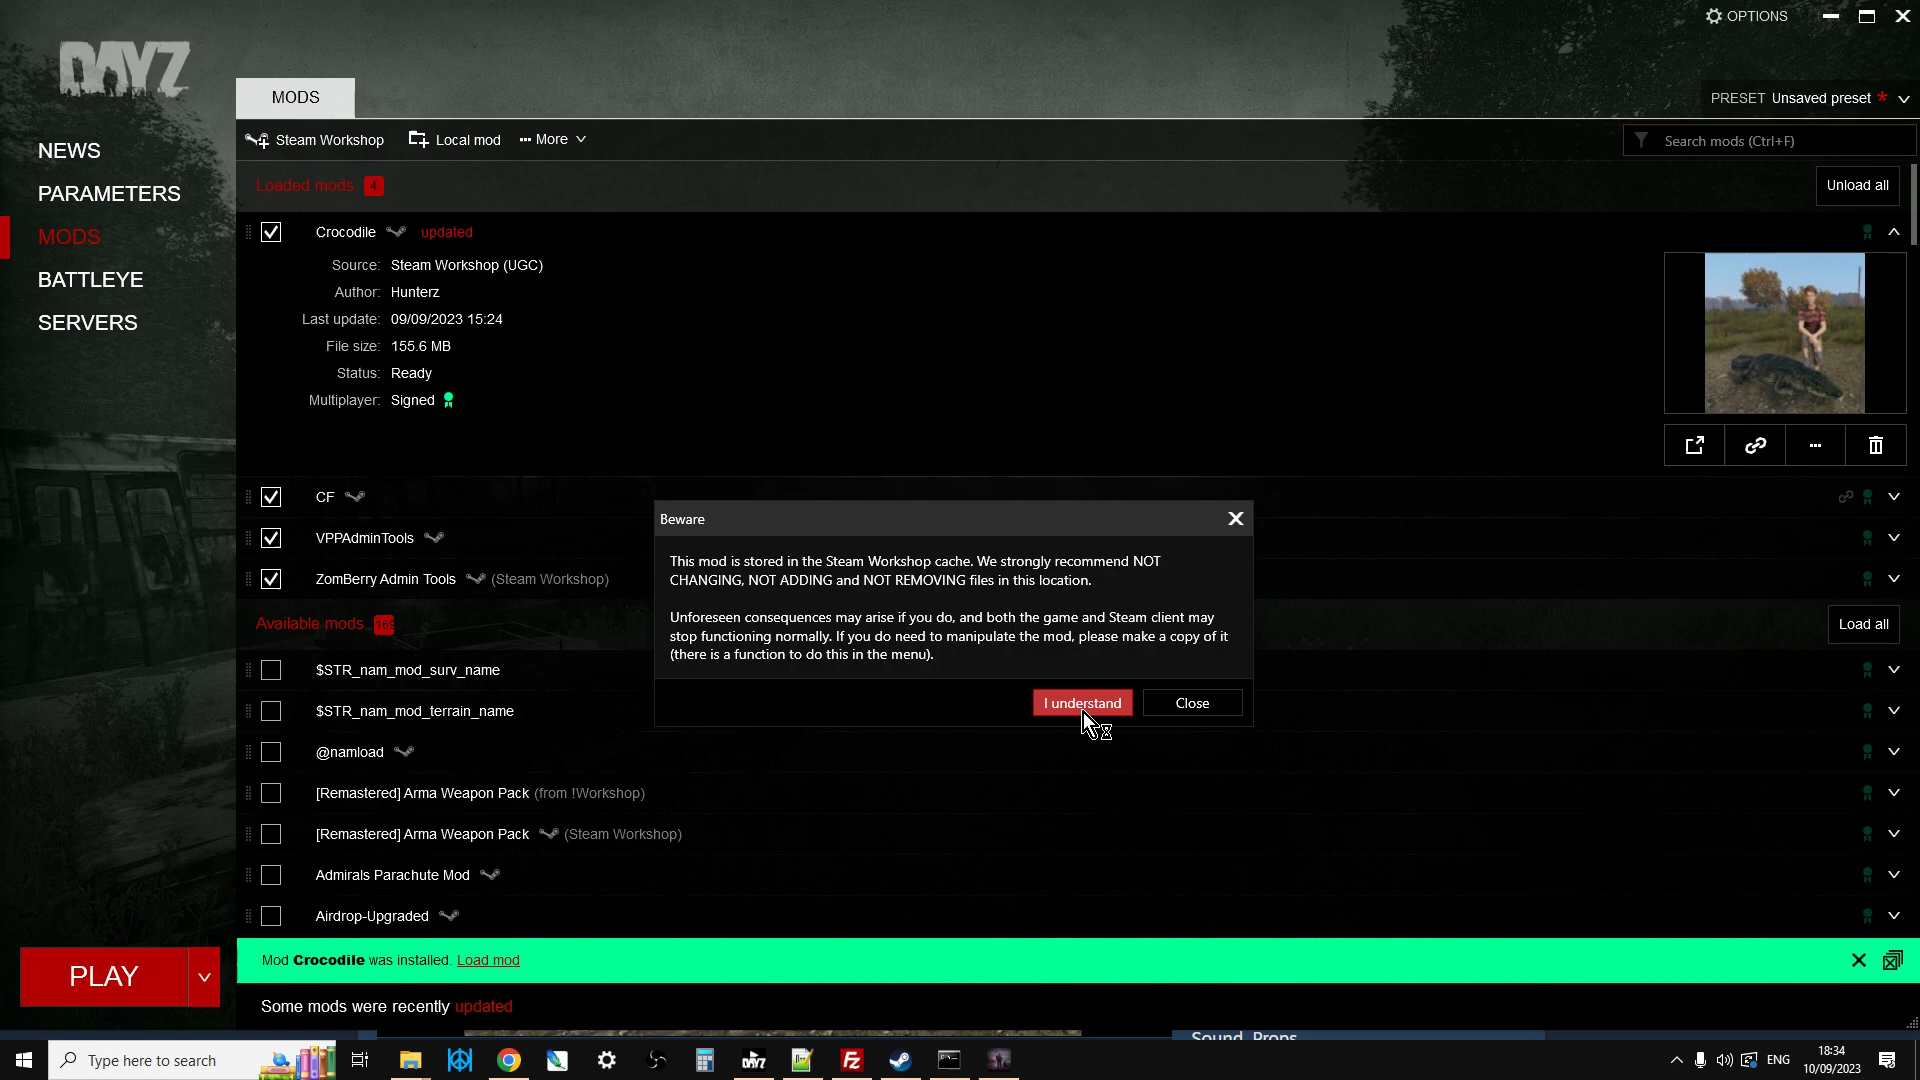 OPTIONS
DAYZ
MODS
PRESET Unsaved preset *
NEWS
PARAMETERS
MODS
BATTLEYE
SERVERS
Steam Workshop
Local mod
More
Search mods (Ctrl+F)
Loaded mods 4
Unload all
Crocodile updated
Source: Steam Workshop (UGC)
Author: Hunterz
Last update: 09/09/2023 15:24
File size: 155.6 MB
Status: Ready
Multiplayer: Signed
CF
VPPAdminTools
ZomBerry Admin Tools (Steam Workshop)
Beware
This mod is stored in the Steam Workshop cache. We strongly recommend NOT
CHANGING, NOT ADDING and NOT REMOVING files in this location.
Unforeseen consequences may arise if you do, and both the game and Steam client may
stop functioning normally. If you do need to manipulate the mod, please make a copy of it
(there is a function to do this in the menu).
I understand
Close
Available mods 169
Load all
$STR_nam_mod_surv_name
$STR_nam_mod_terrain_name
@namload
[Remastered] Arma Weapon Pack (from !Workshop)
[Remastered] Arma Weapon Pack (Steam Workshop)
Admirals Parachute Mod
Airdrop-Upgraded
PLAY
Mod Crocodile was installed. Load mod
Some mods were recently updated
Sound_Props
Type here to search
DAYZ
Fz
ENG
18:34
10/09/2023